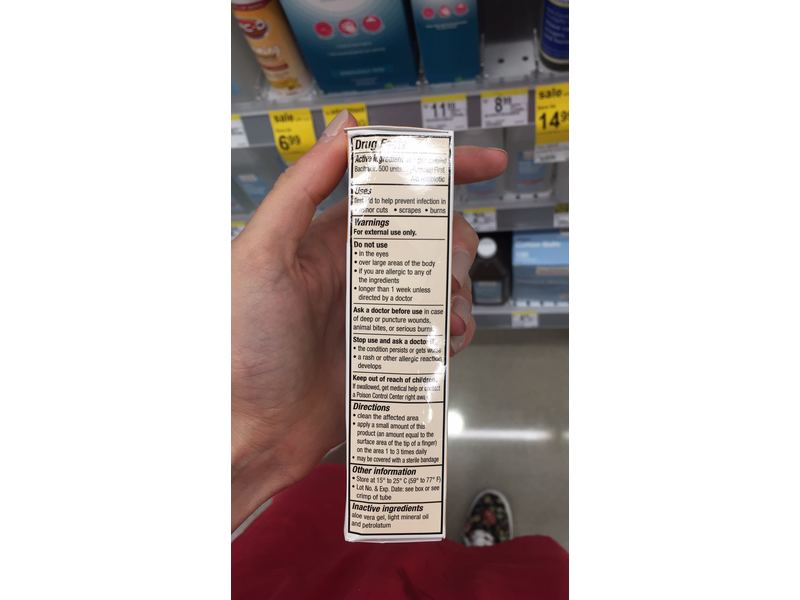 sale
6 99
11
8
sale
14
Drug
Active
500 units First
Antibiotic
Uses
first aid to help prevent infection in
minor cuts • scrapes • burns
Warnings
For external use only.
Do not use
• in the eyes
• over large areas of the body
• if you are allergic to any of
the ingredients
• longer than 1 week unless
directed by a doctor
Ask a doctor before use in case
of deep or puncture wounds,
animal bites, or serious burns
Stop use and ask a doctor if
• the condition persists or gets worse
• a rash or other allergic reaction
develops
Keep out of reach of children.
If swallowed, get medical help or contact
a Poison Control Center right away
Directions
• clean the affected area
• apply a small amount of this
product (an amount equal to the
surface area of the tip of a finger)
on the area 1 to 3 times daily
• may be covered with a sterile bandage
Other information
• Store at 15° to 25° C (59° to 77° F)
• Lot No. & Exp. Date: see box or see
crimp of tube
Inactive ingredients
aloe vera gel, light mineral oil
and petrolatum
Cotton Balls